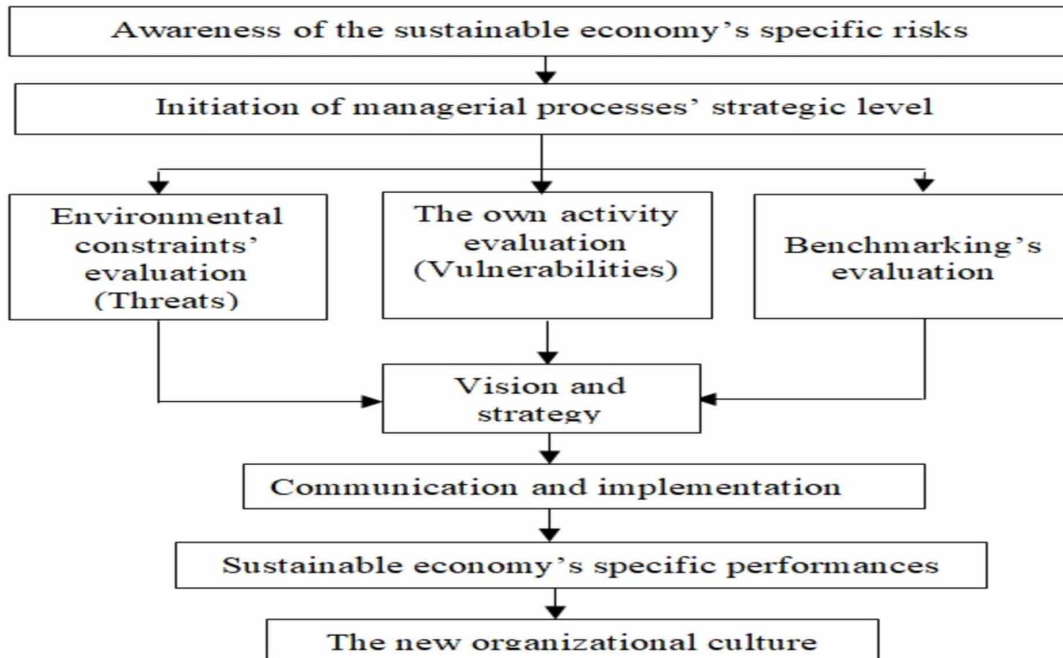 Awareness of the sustainable economy's specific risks
Initiation of managerial processes' strategic level
Environmental
constraints'
evaluation
(Threats)
The own activity
evaluation
(Vulnerabilities)
Benchmarking's
evaluation
Vision and
strategy
Communication and implementation
Sustainable economy's specific performances
The new organizational culture